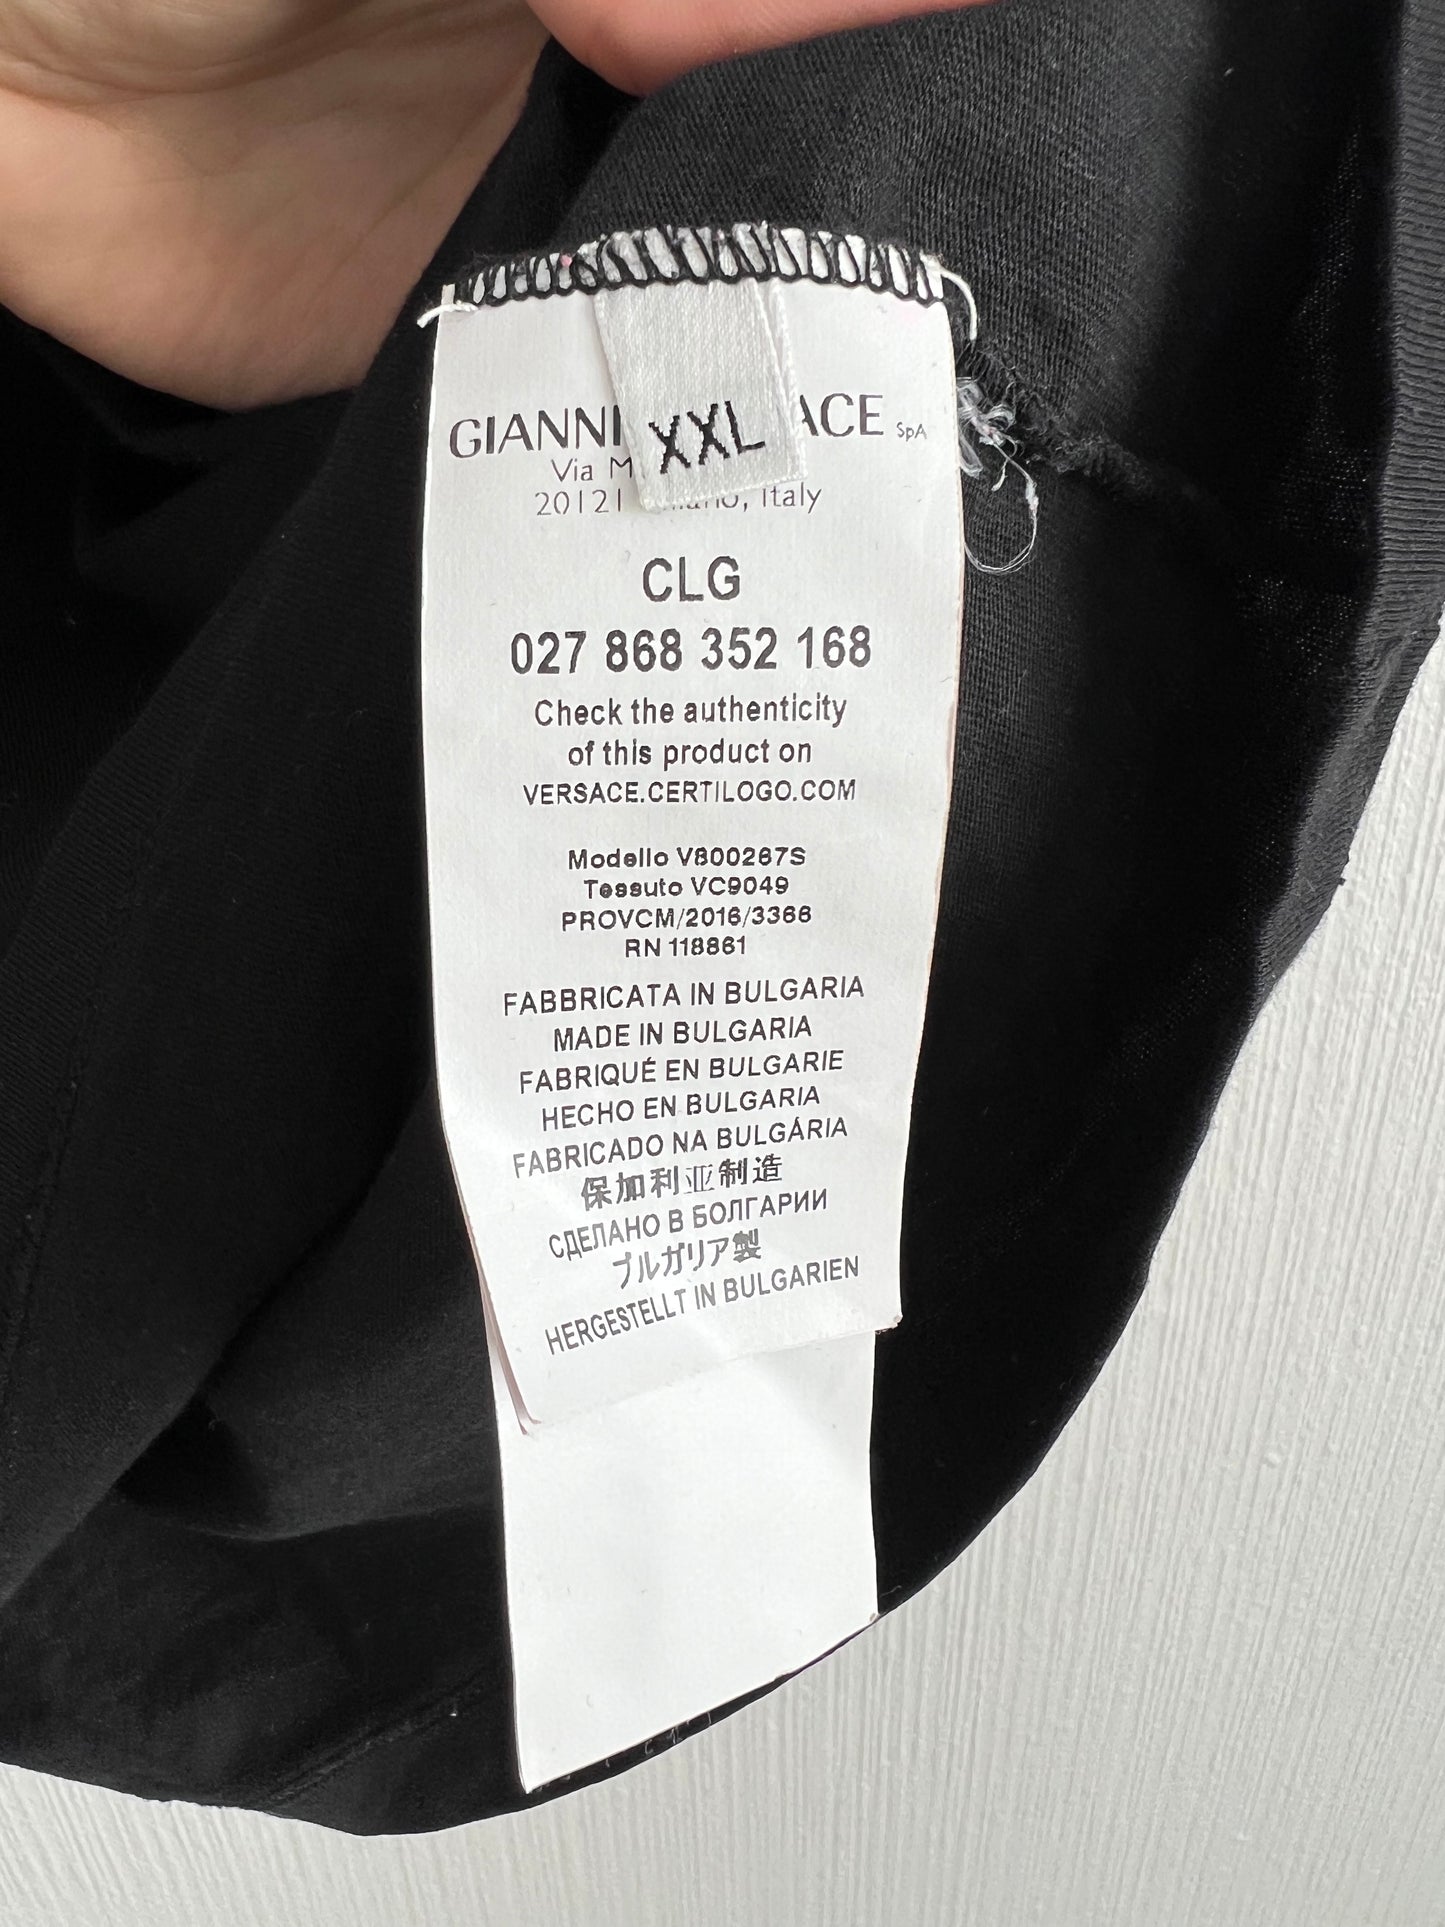 GIANNI ACE SpA
XXL
Via
20121 Italy
CLG
027 868 352 168
Check the authenticity
of this product on
VERSACE.CERTILOGO.COM
Modello V800267S
Tessuto VC9049
PROVCM/2016/3366
RN 118861
FABBRICATA IN BULGARIA
MADE IN BULGARIA
FABRIQUÉ EN BULGARIE
HECHO EN BULGARIA
FABRICADO NA BULGÁRIA
保加利亚制造
СДЕЛАНО В БОЛГАРИИ
ブルガリア製
HERGESTELLT IN BULGARIEN